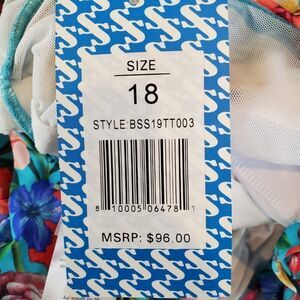 SIZE
18
STYLE:BSS19TT003
8 10005 06478 1
MSRP: $96.00